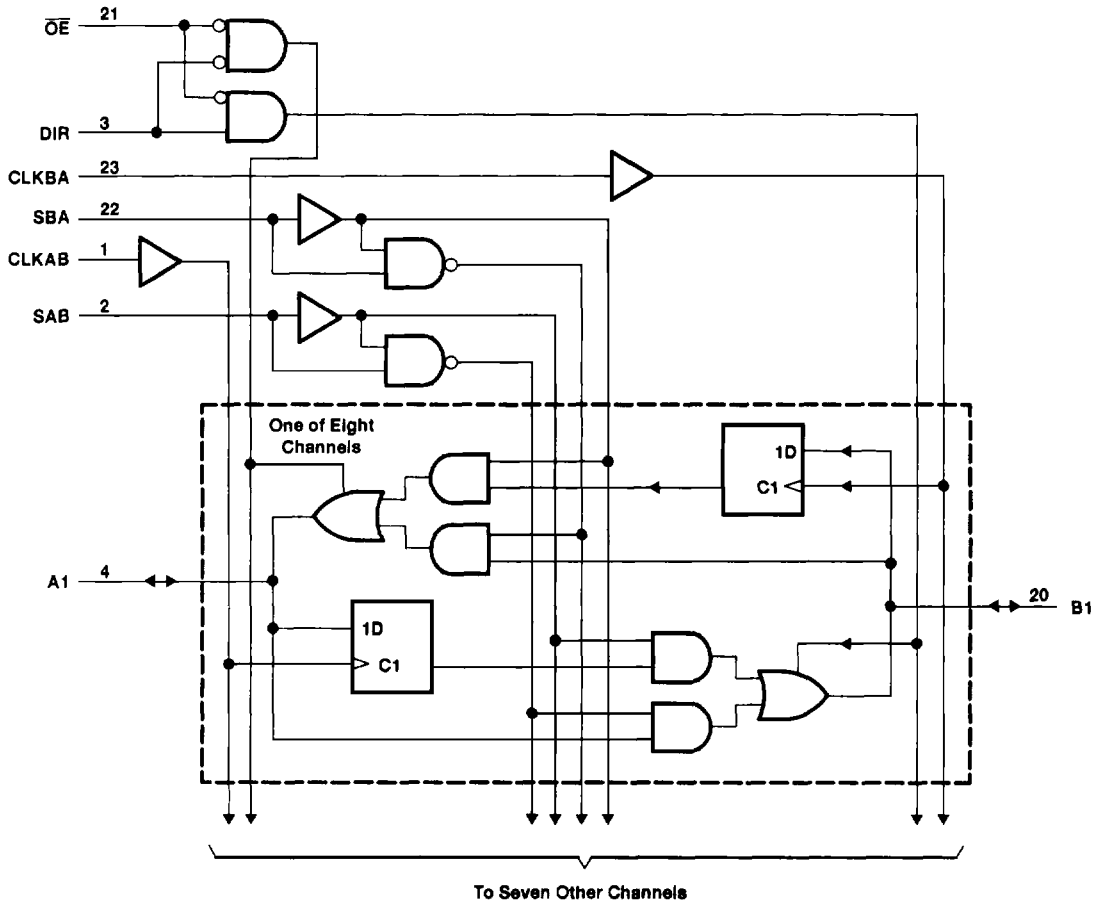 OE 21
DIR 3
CLKBA 23
SBA 22
CLKAB 1
SAB 2
One of Eight
Channels
1D
C1
A1 4
1D
C1
20 B1
To Seven Other Channels